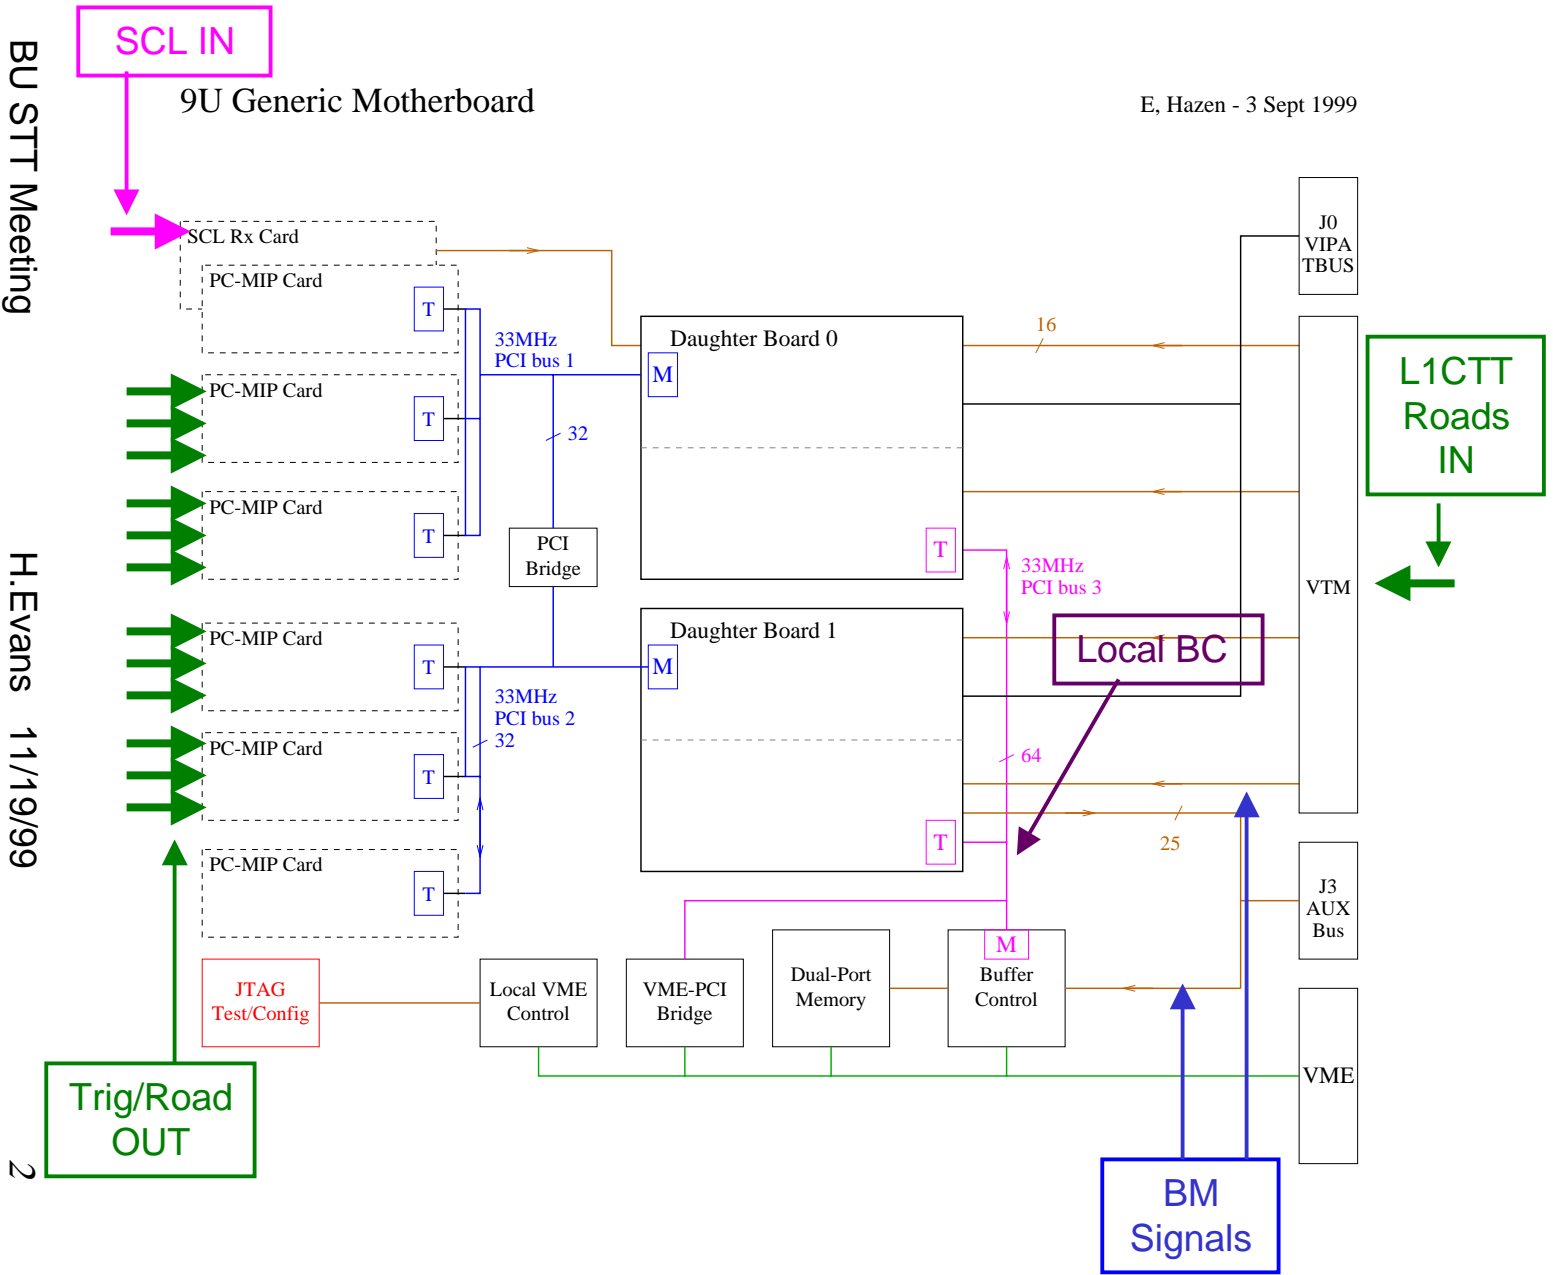 SCL IN
9U Generic Motherboard
E, Hazen - 3 Sept 1999
BU STT Meeting
H.Evans 11/19/99
2
SCL Rx Card
PC-MIP Card
T
PC-MIP Card
T
PC-MIP Card
T
33MHz
PCI bus 1
32
PCI
Bridge
PC-MIP Card
T
33MHz
PCI bus 2
32
PC-MIP Card
T
PC-MIP Card
T
Daughter Board 0
M
T
Daughter Board 1
M
T
16
33MHz
PCI bus 3
Local BC
64
25
J0
VIPA
TBUS
VTM
L1CTT
Roads
IN
J3
AUX
Bus
JTAG
Test/Config
Local VME
Control
VME-PCI
Bridge
Dual-Port
Memory
M
Buffer
Control
VME
Trig/Road
OUT
BM
Signals